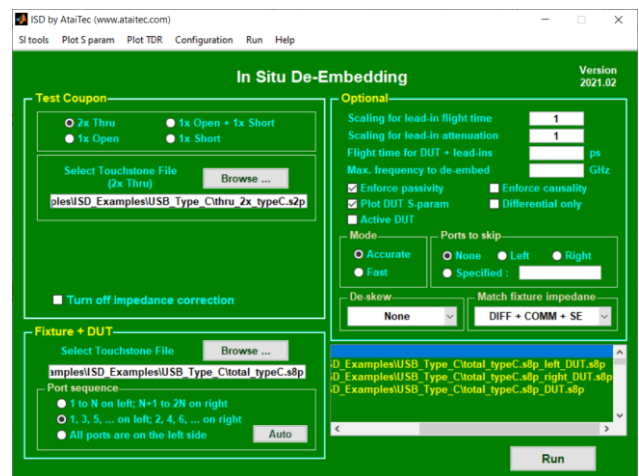 ISD by AtaiTec (www.ataitec.com)
SI tools Plot S param Plot TDR Configuration Run Help
In Situ De-Embedding
Version
2021.02
Test Coupon
2x Thru
1x Open + 1x Short
1x Open
1x Short
Select Touchstone File
(2x Thru)
Browse ...
ples\ISD_Examples\USB_Type_C\thru_2x_typeC.s2p
Turn off impedance correction
Fixture + DUT
Select Touchstone File
Browse ...
amples\ISD_Examples\USB_Type_C\total_typeC.s8p
Port sequence
1 to N on left; N+1 to 2N on right
1, 3, 5, ... on left; 2, 4, 6, ... on right
All ports are on the left side
Auto
Optional
Scaling for lead-in flight time
1
Scaling for lead-in attenuation
1
Flight time for DUT + lead-ins
ps
Max. frequency to de-embed
GHz
Enforce passivity
Enforce causality
Plot DUT S-param
Differential only
Active DUT
Mode
Accurate
Fast
Ports to skip
None
Left
Right
Specified :
De-skew
None
Match fixture impedane
DIFF + COMM + SE
SD_Examples\USB_Type_C\total_typeC.s8p_left_DUT.s8p
SD_Examples\USB_Type_C\total_typeC.s8p_right_DUT.s8p
SD_Examples\USB_Type_C\total_typeC.s8p_DUT.s8p
Run